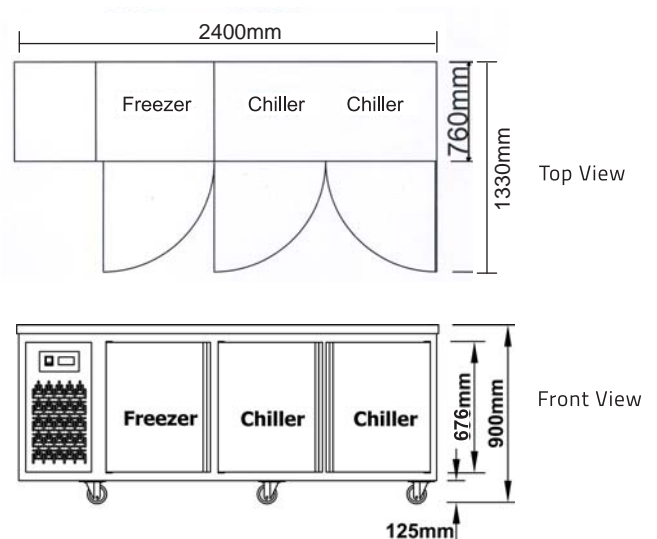 2400mm
Freezer
Chiller
Chiller
760mm
1330mm
Top View
Freezer
Chiller
Chiller
676mm
900mm
Front View
125mm